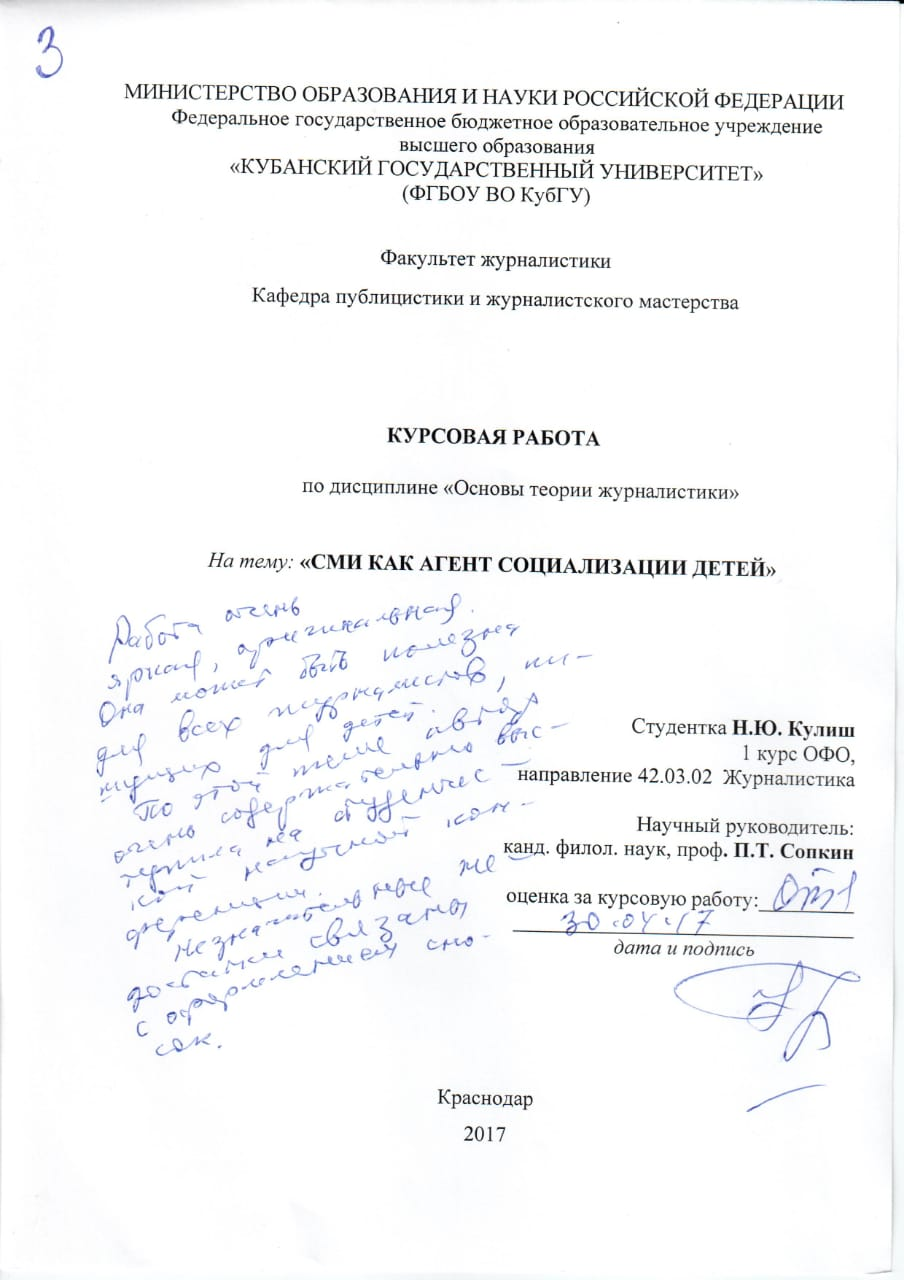 3
МИНИСТЕРСТВО ОБРАЗОВАНИЯ И НАУКИ РОССИЙСКОЙ ФЕДЕРАЦИИ
Федеральное государственное бюджетное образовательное учреждение
высшего образования
«КУБАНСКИЙ ГОСУДАРСТВЕННЫЙ УНИВЕРСИТЕТ»
(ФГБОУ ВО КубГУ)
Факультет журналистики
Кафедра публицистики и журналистского мастерства
КУРСОВАЯ РАБОТА
по дисциплине «Основы теории журналистики»
На тему: «СМИ КАК АГЕНТ СОЦИАЛИЗАЦИИ ДЕТЕЙ»
Работа очень
яркая, оригинальная.
Она может быть полезна
для всех журналистов, пи-
шущих для детей.
По этой теме автор
очень содержательно выс-
тупила на студенчес-
кой научной кон-
ференции.
Незначительные не-
достатки связаны
с оформлением сно-
сок.
Студентка Н.Ю. Кулиш
1 курс ОФО,
направление 42.03.02 Журналистика
Научный руководитель:
канд. филол. наук, проф. П.Т. Сопкин
оценка за курсовую работу: отл
30.04.17
дата и подпись
Краснодар
2017